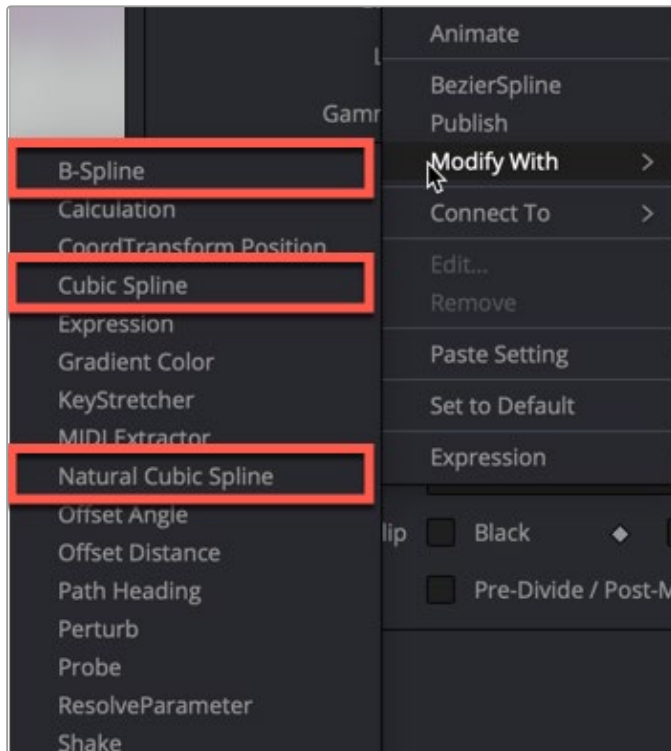 Animate
BezierSpline
Publish
Modify With
Connect To
Edit...
Remove
Paste Setting
Set to Default
Expression
Gamm
B-Spline
Calculation
CoordTransform Position
Cubic Spline
Expression
Gradient Color
KeyStretcher
MIDI Extractor
Natural Cubic Spline
Offset Angle
Offset Distance
Path Heading
Perturb
Probe
ResolveParameter
Shake
lip Black
Pre-Divide / Post-M